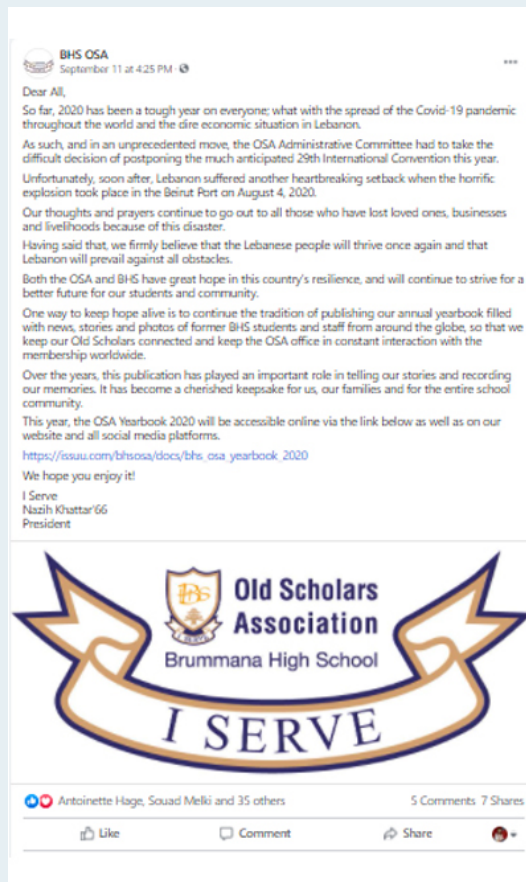 BHS OSA
September 11 at 4:25 PM ·
Dear All,
So far, 2020 has been a tough year on everyone; what with the spread of the Covid-19 pandemic
throughout the world and the dire economic situation in Lebanon.
As such, and in an unprecedented move, the OSA Administrative Committee had to take the
difficult decision of postponing the much anticipated 29th International Convention this year.
Unfortunately, soon after, Lebanon suffered another heartbreaking setback when the horrific
explosion took place in the Beirut Port on August 4, 2020.
Our thoughts and prayers continue to go out to all those who have lost loved ones, businesses
and livelihoods because of this disaster.
Having said that, we firmly believe that the Lebanese people will thrive once again and that
Lebanon will prevail against all obstacles.
Both the OSA and BHS have great hope in this country's resilience, and will continue to strive for a
better future for our students and community.
One way to keep hope alive is to continue the tradition of publishing our annual yearbook filled
with news, stories and photos of former BHS students and staff from around the globe, so that we
keep our Old Scholars connected and keep the OSA office in constant interaction with the
membership worldwide.
Over the years, this publication has played an important role in telling our stories and recording
our memories. It has become a cherished keepsake for us, our families and for the entire school
community.
This year, the OSA Yearbook 2020 will be accessible online via the link below as well as on our
website and all social media platforms.
https://issuu.com/bhsosa/docs/bhs_osa_yearbook_2020
We hope you enjoy it!
I Serve
Nazih Khattar'66
President
BHS
I SERVE
Old Scholars
Association
Brummana High School
I SERVE
Antoinette Hage, Souad Melki and 35 others
5 Comments 7 Shares
Like
Comment
Share